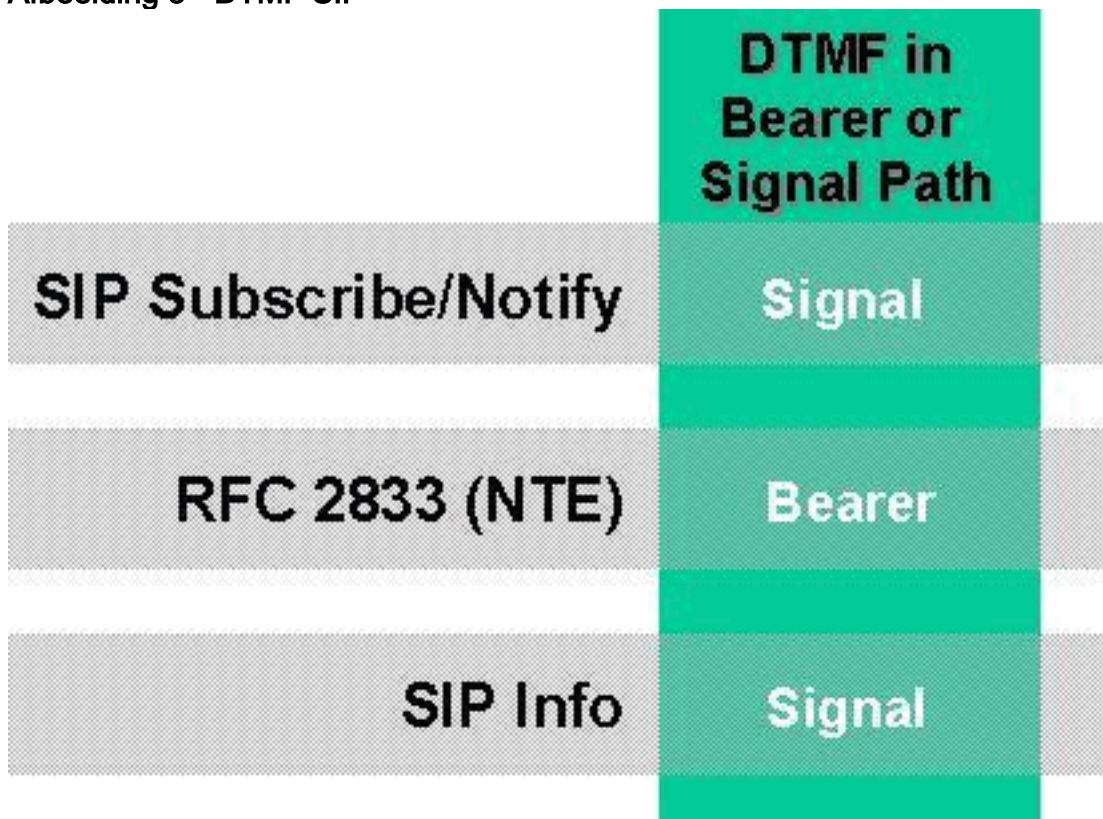 DTMF in
Bearer or
Signal Path
SIP Subscribe/Notify Signal
RFC 2833 (NTE) Bearer
SIP Info Signal